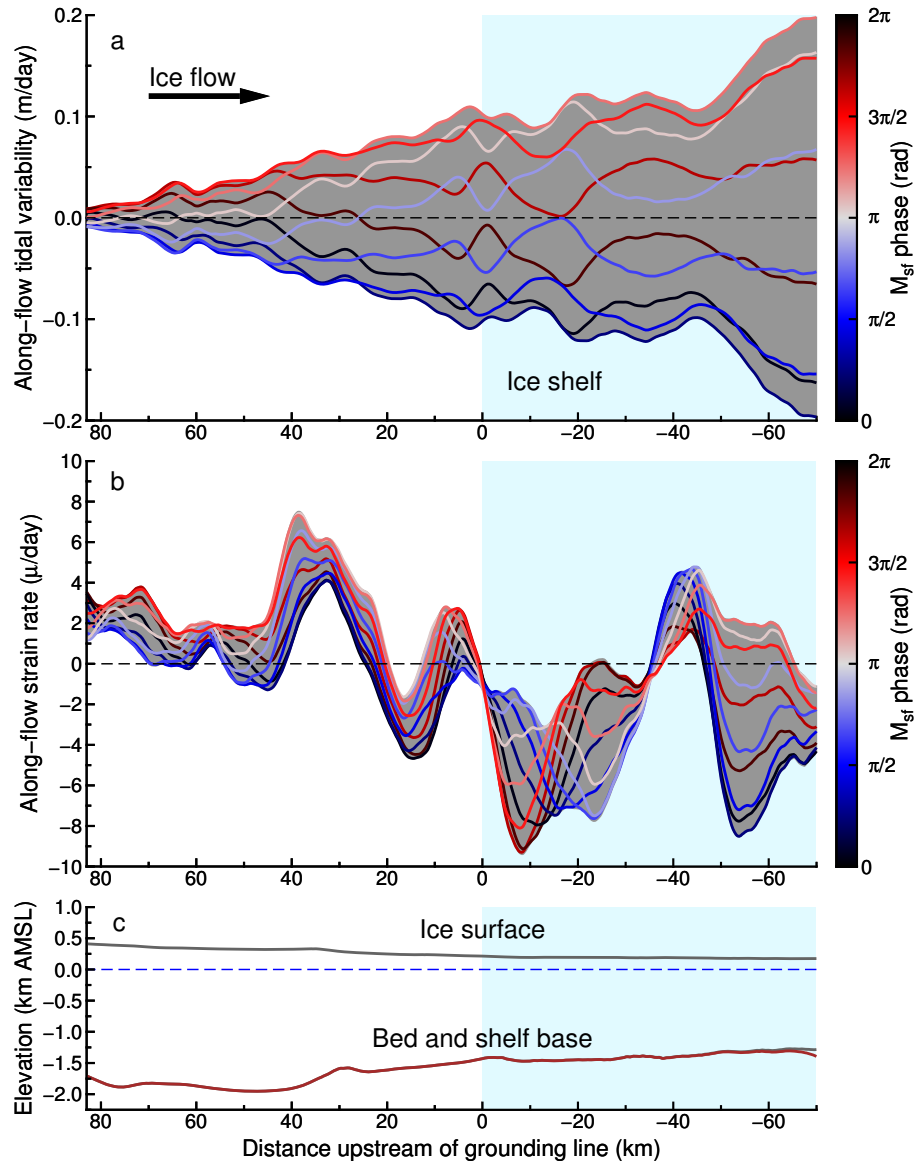 a
Ice flow
Ice shelf
Along−flow tidal variability (m/day)
0.2
0.1
0.0
−0.1
−0.2
80 60 40 20 0 −20 −40 −60
2π
3π/2
π
π/2
0
Msf phase (rad)
b
Along−flow strain rate (μ/day)
10
8
6
4
2
0
−2
−4
−6
−8
−10
80 60 40 20 0 −20 −40 −60
2π
3π/2
π
π/2
0
Msf phase (rad)
c
Ice surface
Bed and shelf base
Elevation (km AMSL)
1.0
0.5
0.0
−0.5
−1.0
−1.5
−2.0
80 60 40 20 0 −20 −40 −60
Distance upstream of grounding line (km)